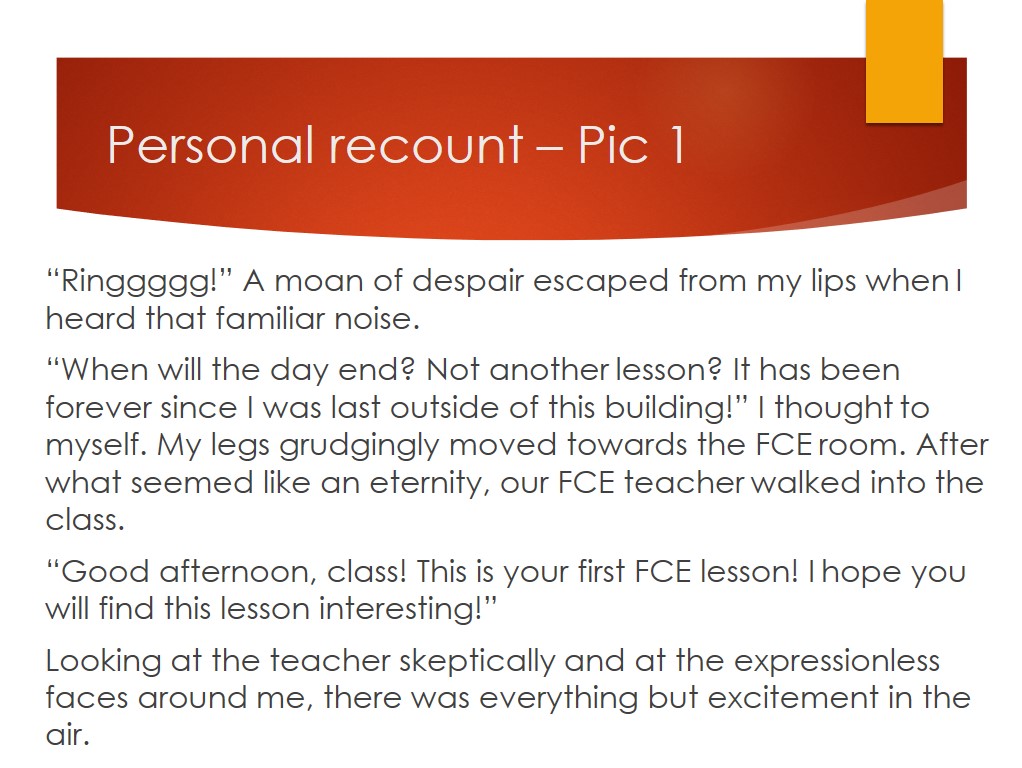 Personal recount – Pic 1
“Ringgggg!” A moan of despair escaped from my lips when I
heard that familiar noise.
“When will the day end? Not another lesson? It has been
forever since I was last outside of this building!” I thought to
myself. My legs grudgingly moved towards the FCE room. After
what seemed like an eternity, our FCE teacher walked into the
class.
“Good afternoon, class! This is your first FCE lesson! I hope you
will find this lesson interesting!”
Looking at the teacher skeptically and at the expressionless
faces around me, there was everything but excitement in the
air.